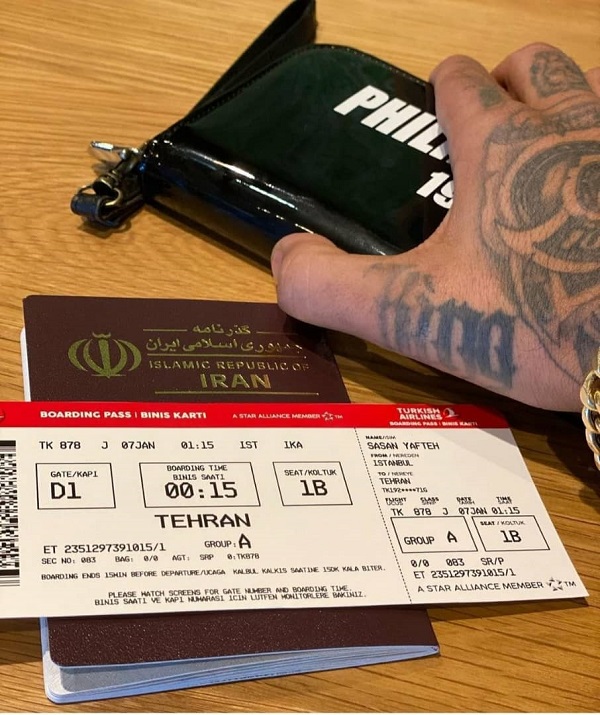 PHIL
19
گذرنامه
جمهوری اسلامی ایران
ISLAMIC REPUBLIC OF
IRAN
BOARDING PASS | BINIS KARTI
A STAR ALLIANCE MEMBER
TURKISH
AIRLINES
BOARDING PASS | BINIS KARTI
TK 878 J 07JAN 01:15 IST IKA
GATE/KAPI
D1
BOARDING TIME
BINIS SAATI
00:15
SEAT/KOLTUK
1B
TEHRAN
GROUP: A
ET 2351297391015/1
SEC NO: 083 BAG: 0/0 AGT: SRP 0:TK878
BOARDING ENDS 15MIN BEFORE DEPARTURE/UCAGA KABUL KALKIS SAATINE 15DK KALA BITER.
PLEASE WATCH SCREENS FOR GATE NUMBER AND BOARDING TIME.
BINIS SAATI VE KAPI NUMARASI ICIN LUTFEN MONITORLERE BAKINIZ.
NAME/ISIM
SASAN YAFTEH
FROM / NEREDEN
ISTANBUL
TO / NEREYE
TEHRAN
TK192****716
FLIGHT CLASS DATE TIME
TK 878 J 07JAN 01:15
GROUP A
SEAT / KOLTUK
1B
0/0 083 SR/P
ET 2351297391015/1
A STAR ALLIANCE MEMBER